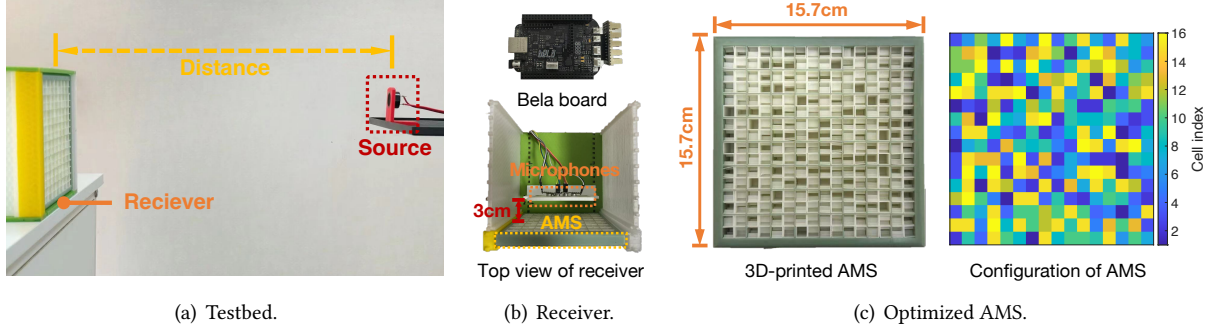 Distance
Source
Reciever
(a) Testbed.
Bela board
Microphones
3cm
AMS
Top view of receiver
(b) Receiver.
15.7cm
15.7cm
3D-printed AMS
16
14
12
10
8
6
4
2
Cell index
Configuration of AMS
(c) Optimized AMS.